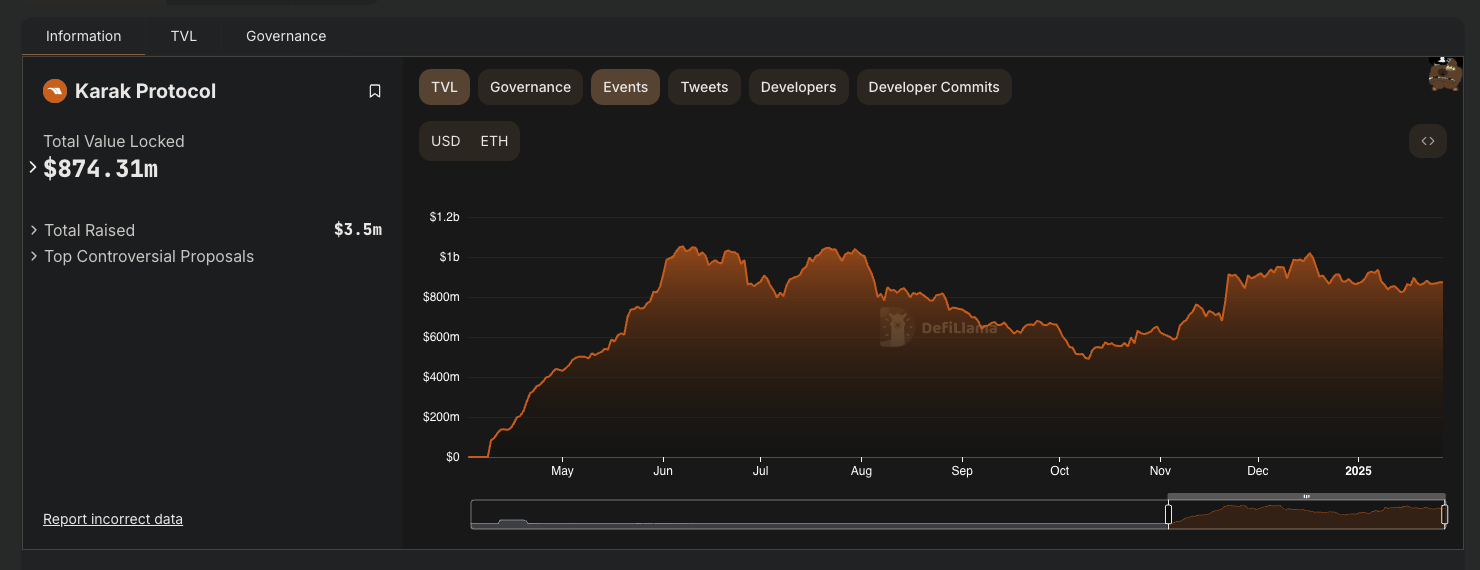 Information TVL Governance
Karak Protocol
Total Value Locked
$874.31m
Total Raised $3.5m
Top Controversial Proposals
Report incorrect data
TVL Governance Events Tweets Developers Developer Commits
USD ETH
$1.2b
$1b
$800m
$600m
$400m
$200m
$0
DefiLlama
May Jun Jul Aug Sep Oct Nov Dec 2025